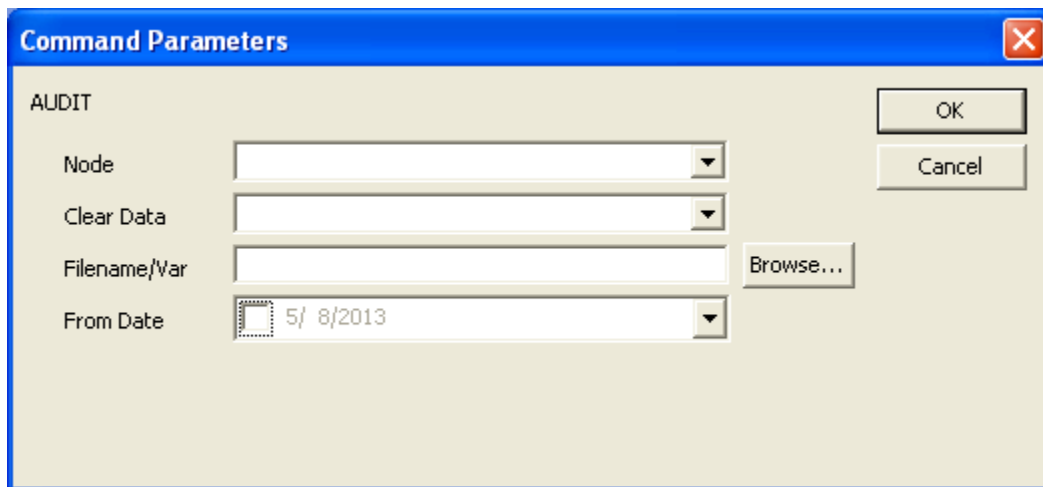 Command Parameters
AUDIT
OK
Node
Cancel
Clear Data
Filename/Var
Browse...
From Date
5/ 8/2013